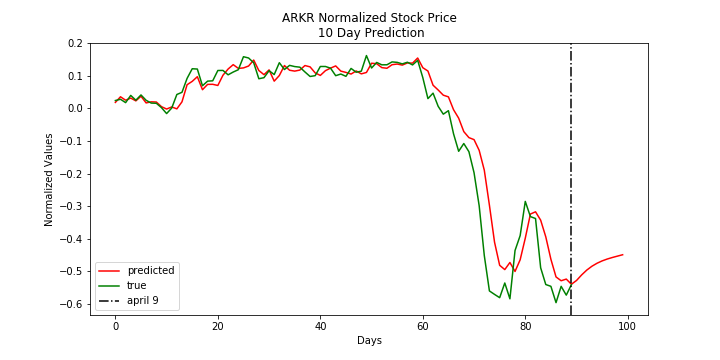 ARKR Normalized Stock Price
10 Day Prediction
Normalized Values
0.2
0.1
0.0
−0.1
−0.2
−0.3
−0.4
−0.5
−0.6
predicted
true
april 9
0
20
40
60
80
100
Days